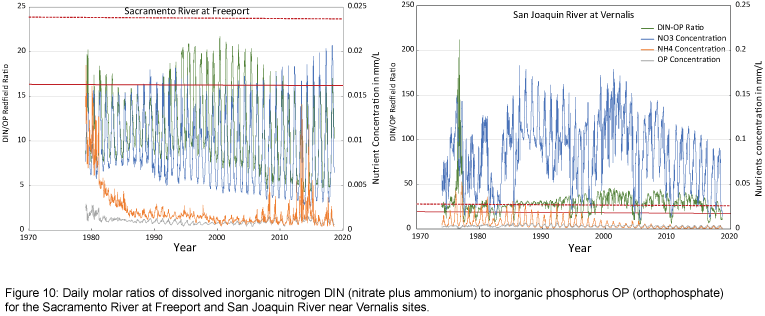 Sacramento River at Freeport
25
20
15
10
5
0
DIN/OP Redfield Ratio
0.025
0.02
0.015
0.01
0.005
0
Nutrient Concentration in mm/L
1970
1980
1990
2000
2010
2020
Year
San Joaquin River at Vernalis
250
200
150
100
50
0
DIN/OP Redfield Ratio
DIN-OP Ratio
NO3 Concentration
NH4 Concentration
OP Concentration
0.2
0.2
0.15
0.1
0.05
0
Nutrients concentration in mm/L
1970
1980
1990
2000
2010
2020
Year
Figure 10: Daily molar ratios of dissolved inorganic nitrogen DIN (nitrate plus ammonium) to inorganic phosphorus OP (orthophosphate)
for the Sacramento River at Freeport and San Joaquin River near Vernalis sites.